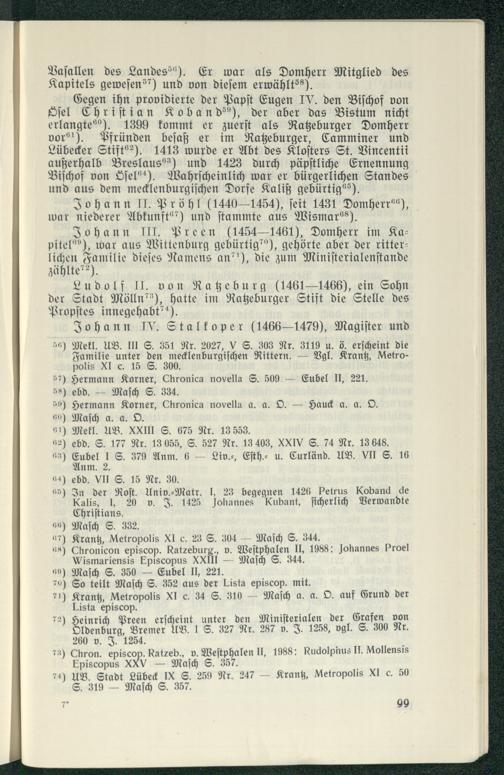 Vasallen des Landes⁵⁶). Er war als Domherr Mitglied des
Kapitels gewesen⁵⁷) und von diesem erwählt⁵⁸).
Gegen ihn providierte der Papst Eugen IV. den Bischof von
Ösel Christian Koband⁵⁹), der aber das Bistum nicht
erlangte⁶⁰). 1399 kommt er zuerst als Ratzeburger Domherr
vor⁶¹). Pfründen besaß er im Ratzeburger, Camminer und
Lübecker Stift⁶²). 1413 wurde er Abt des Klosters St. Vincentii
außerhalb Breslaus⁶³) und 1423 durch päpstliche Ernennung
Bischof von Ösel⁶⁴). Wahrscheinlich war er bürgerlichen Standes
und aus dem mecklenburgischen Dorfe Kaliß gebürtig⁶⁵).
Johann II. Pröhl (1440—1454), seit 1431 Domherr⁶⁶),
war niederer Abkunft⁶⁷) und stammte aus Wismar⁶⁸).
Johann III. Preen (1454—1461), Domherr im Ka-
pitel⁶⁹), war aus Wittenburg gebürtig⁷⁰), gehörte aber der ritter-
lichen Familie dieses Namens an⁷¹), die zum Ministerialenstande
zählte⁷²).
Ludolf II. von Ratzeburg (1461—1466), ein Sohn
der Stadt Mölln⁷³), hatte im Ratzeburger Stift die Stelle des
Propstes innegehabt⁷⁴).
Johann IV. Stalkoper (1466—1479), Magister und
⁵⁶) Mekl. UB. III S. 351 Nr. 2027, V S. 303 Nr. 3119 u. ö. erscheint die
Familie unter den mecklenburgischen Rittern. — Vgl. Krantz, Metro-
polis XI c. 15 S. 300.
⁵⁷) Hermann Korner, Chronica novella S. 509 — Eubel II, 221.
⁵⁸) ebd. — Masch S. 334.
⁵⁹) Hermann Korner, Chronica novella a. a. O. — Hauck a. a. O.
⁶⁰) Masch a. a. O.
⁶¹) Mekl. UB. XXIII S. 675 Nr. 13 553.
⁶²) ebd. S. 177 Nr. 13 055, S. 527 Nr. 13 403, XXIV S. 74 Nr. 13 648.
⁶³) Eubel I S. 379 Anm. 6 — Liv-, Esth- u. Curländ. UB. VII S. 16
Anm. 2.
⁶⁴) ebd. VII S. 15 Nr. 30.
⁶⁵) In der Rost. Univ.-Matr. I, 23 begegnen 1426 Petrus Koband de
Kalis, I, 20 v. J. 1425 Johannes Kubant, sicherlich Verwandte
Christians.
⁶⁶) Masch S. 332.
⁶⁷) Krantz, Metropolis XI c. 23 S. 304 — Masch S. 344.
⁶⁸) Chronicon episcop. Ratzeburg., v. Westphalen II, 1988: Johannes Proel
Wismariensis Episcopus XXIII — Masch S. 344.
⁶⁹) Masch S. 350 — Eubel II, 221.
⁷⁰) So teilt Masch S. 352 aus der Lista episcop. mit.
⁷¹) Krantz, Metropolis XI c. 34 S. 310 — Masch a. a. O. auf Grund der
Lista episcop.
⁷²) Heinrich Preen erscheint unter den Ministerialen der Grafen von
Oldenburg, Bremer UB. I S. 327 Nr. 287 v. J. 1258, vgl. S. 300 Nr.
260 v. J. 1254.
⁷³) Chron. episcop. Ratzeb., v. Westphalen II, 1988: Rudolphus II. Mollensis
Episcopus XXV — Masch S. 357.
⁷⁴) UB. Stadt Lübeck IX S. 259 Nr. 247 — Krantz, Metropolis XI c. 50
S. 319 — Masch S. 357.
7* 99